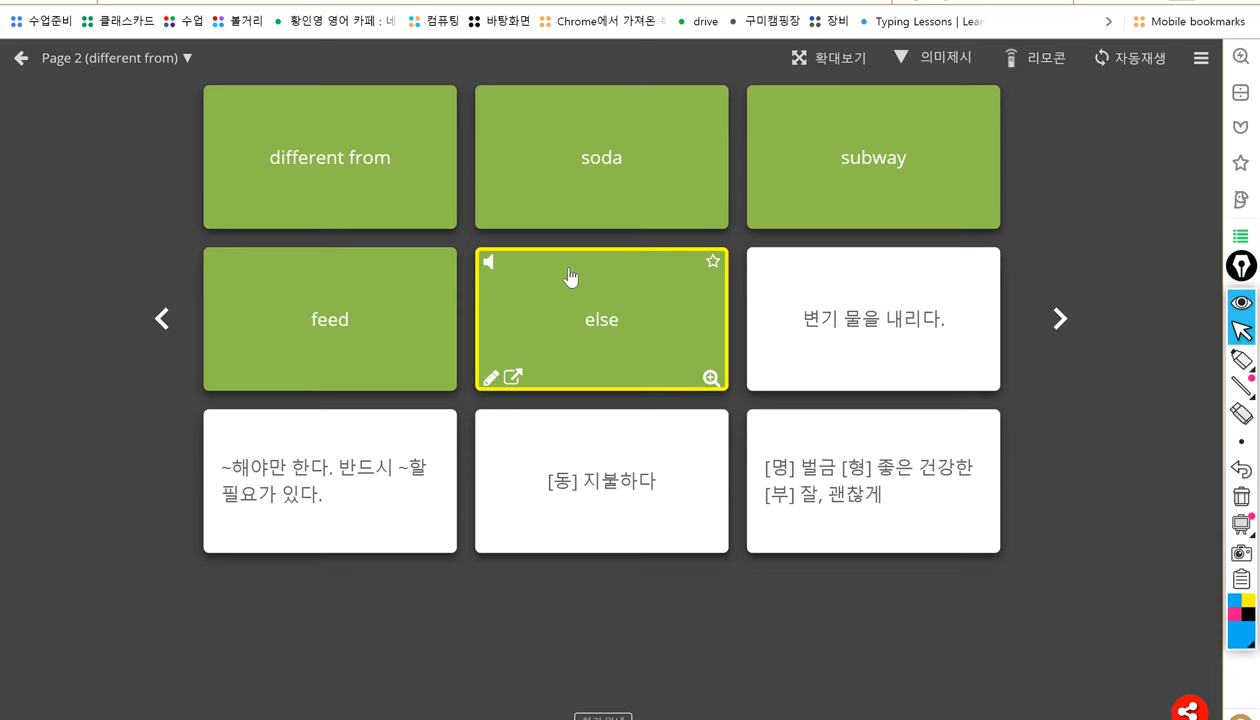 수업준비 클래스카드 수업 볼거리 황인영 영어 카페 : 네 컴퓨팅 바탕화면 Chrome에서 가져온 drive 구미캠핑장 장비 Typing Lessons | Lear Mobile bookmarks
Page 2 (different from) ▼ 확대보기 ▼ 의미제시 리모콘 자동재생
different from
soda
subway
feed
else
변기 물을 내리다.
~해야만 한다. 반드시 ~할
필요가 있다.
[동] 지불하다
[명] 벌금 [형] 좋은 건강한
[부] 잘, 괜찮게